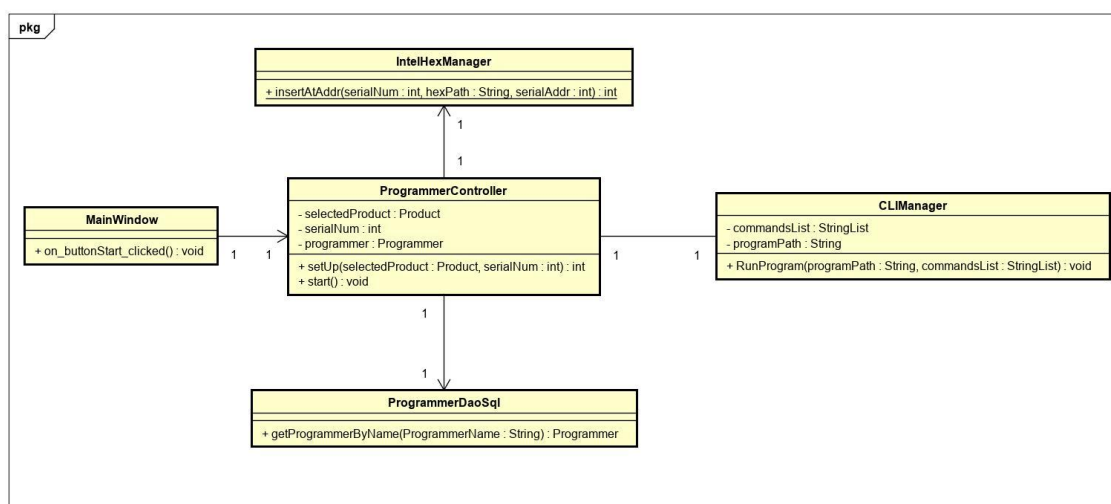 pkg
IntelHexManager
+ insertAtAddr(serialNum : int, hexPath : String, serialAddr : int) : int
1
1
ProgrammerController
- selectedProduct : Product
- serialNum : int
- programmer : Programmer
+ setUp(selectedProduct : Product, serialNum : int) : int
+ start() : void
MainWindow
+ on_buttonStart_clicked() : void
1
1
CLIManager
- commandsList : StringList
- programPath : String
+ RunProgram(programPath : String, commandsList : StringList) : void
1
1
1
1
ProgrammerDaoSql
+ getProgrammerByName(ProgrammerName : String) : Programmer